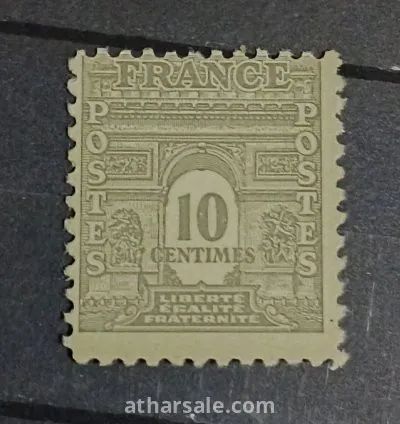 FRANCE
POSTES
POSTES
10
CENTIMES
LIBERTÉ
ÉGALITÉ
FRATERNITÉ
atharsale.com